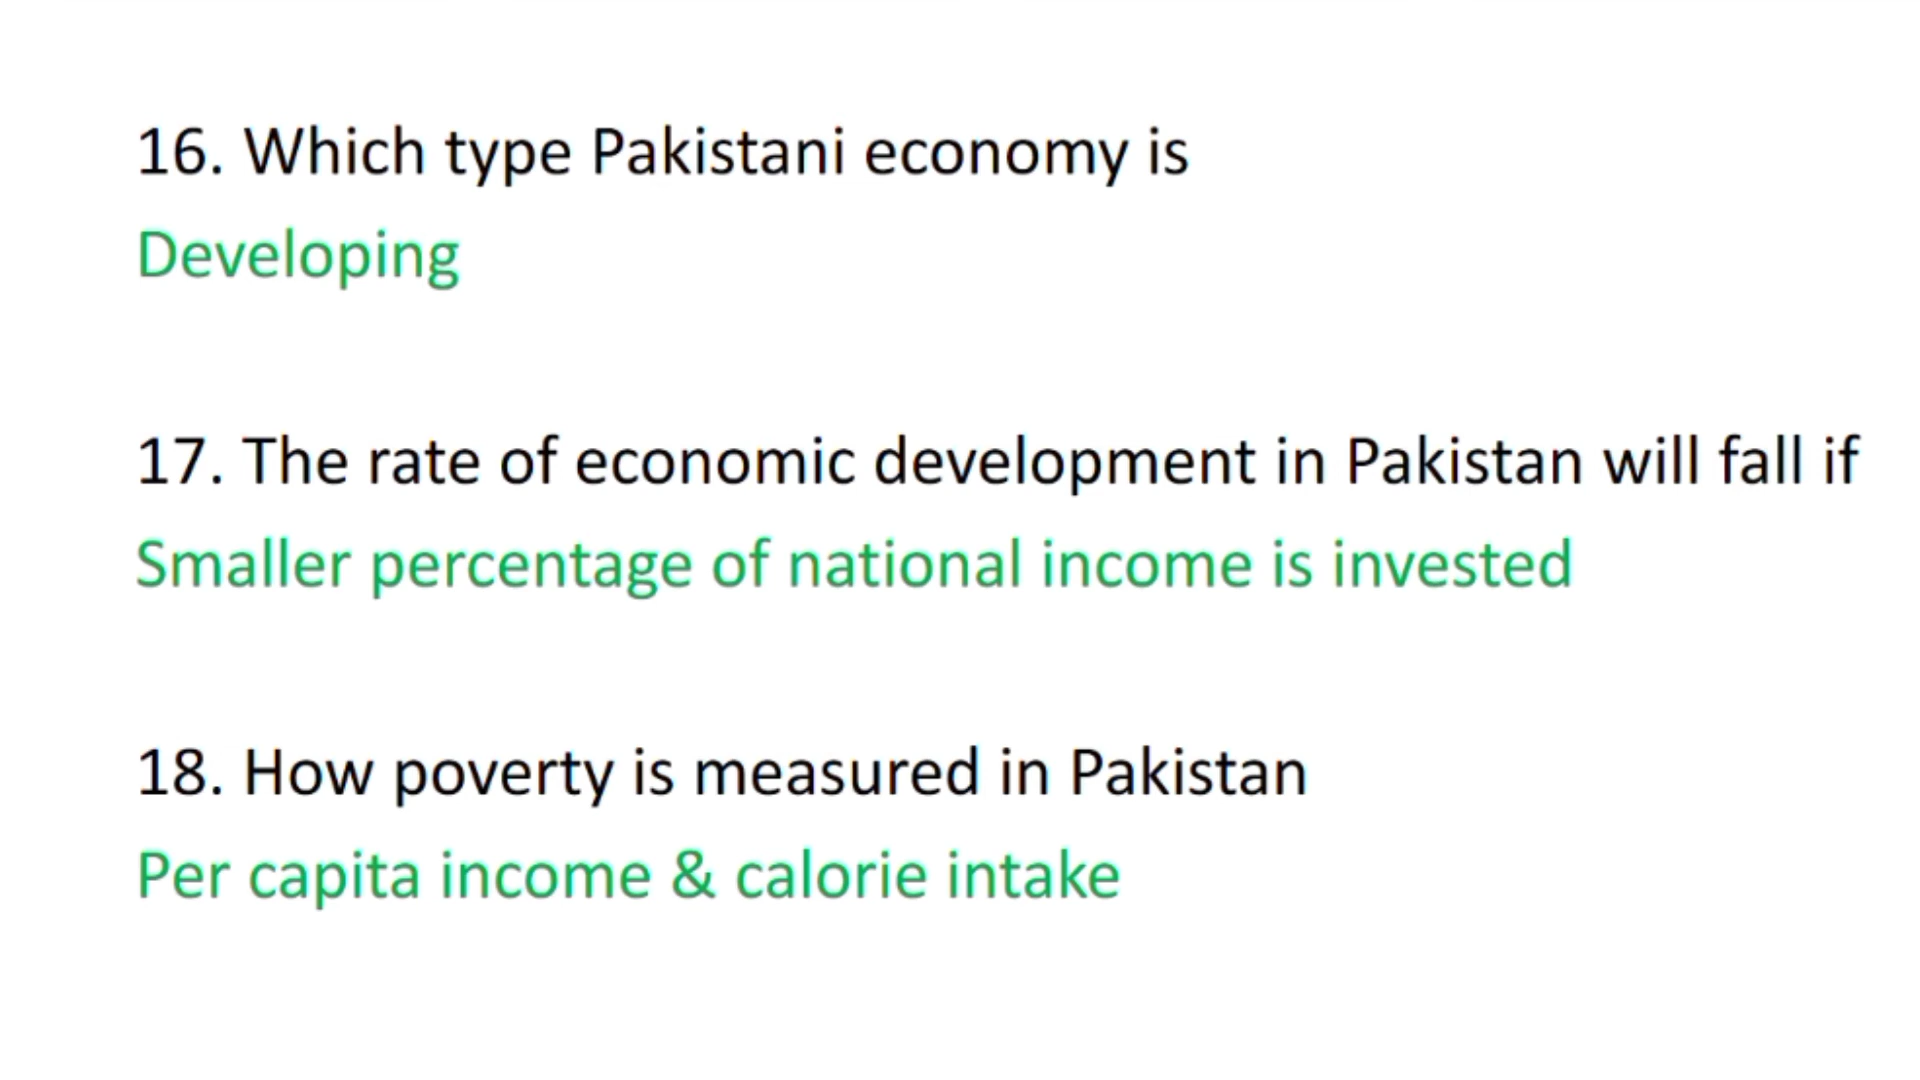 16. Which type Pakistani economy is
Developing
17. The rate of economic development in Pakistan will fall if
Smaller percentage of national income is invested
18. How poverty is measured in Pakistan
Per capita income & calorie intake